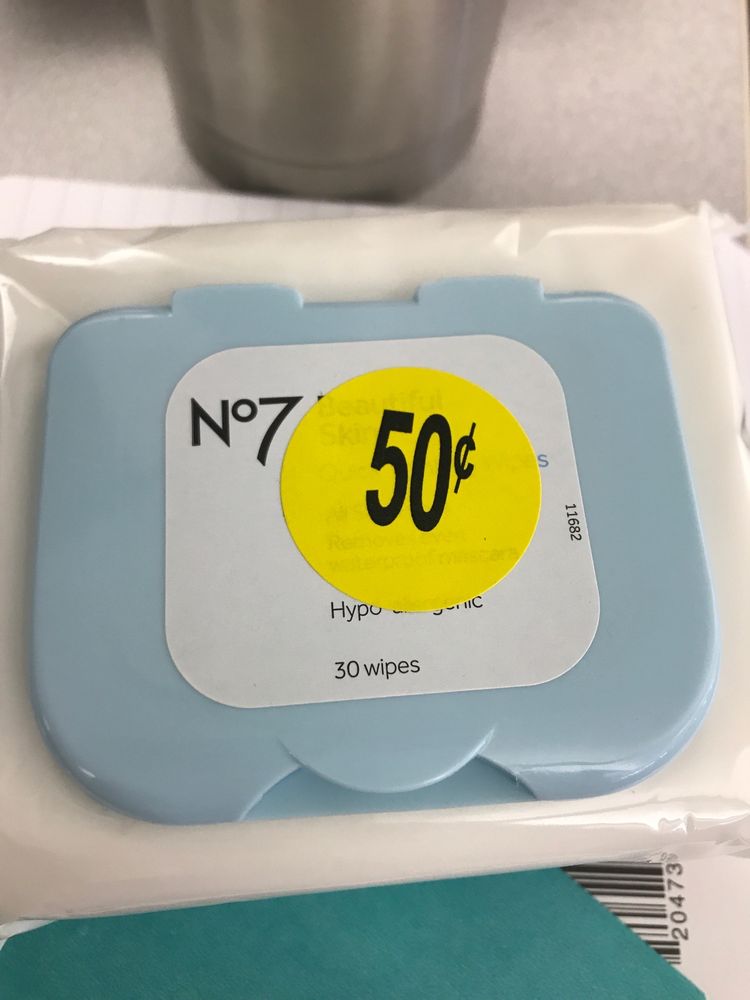 No7 Beautiful
Skin
50¢
Removes even
waterproof mascara
11682
Hypo-allergenic
30 wipes
20473